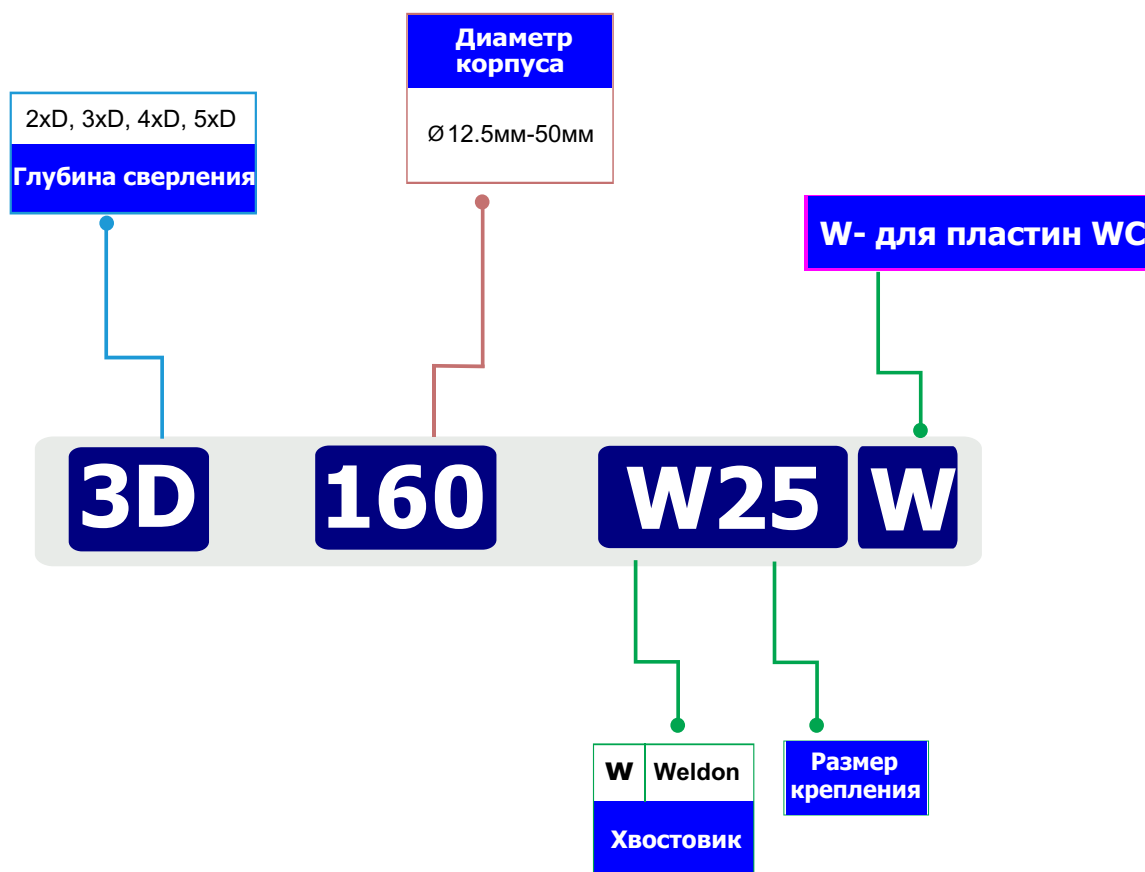 Диаметр
корпуса
Ø12.5мм-50мм
2xD, 3xD, 4xD, 5xD
Глубина сверления
W- для пластин WC
3D 160 W25 W
W Weldon
Хвостовик
Размер
крепления